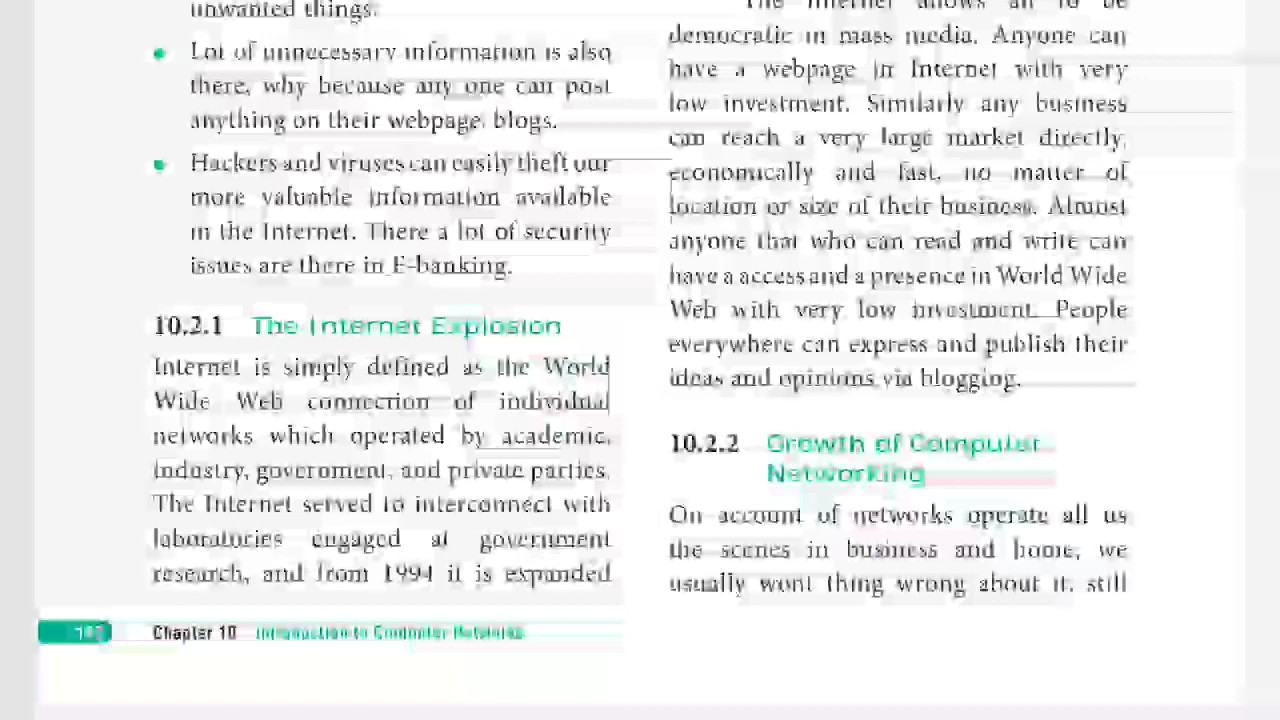 unwanted things.
Lot of unnecessary information is also
there, why because any one can post
anything on their webpage, blogs.
Hackers and viruses can easily theft our
more valuable information available
in the Internet. There a lot of security
issues are there in E-banking.
10.2.1 The Internet Explosion
Internet is simply defined as the World
Wide Web connection of individual
networks which operated by academic,
industry, government, and private parties.
The Internet served to interconnect with
laboratories engaged at government
research, and from 1994 it is expanded
The Internet allows all to be
democratic in mass media. Anyone can
have a webpage in Internet with very
low investment. Similarly any business
can reach a very large market directly,
economically and fast, no matter of
location or size of their business. Almost
anyone that who can read and write can
have a access and a presence in World Wide
Web with very low investment. People
everywhere can express and publish their
ideas and opinions via blogging.
10.2.2 Growth of Computer
Networking
On account of networks operate all us
the scenes in business and home, we
usually wont thing wrong about it. still
Chapter 10 Introduction to Computer Networks